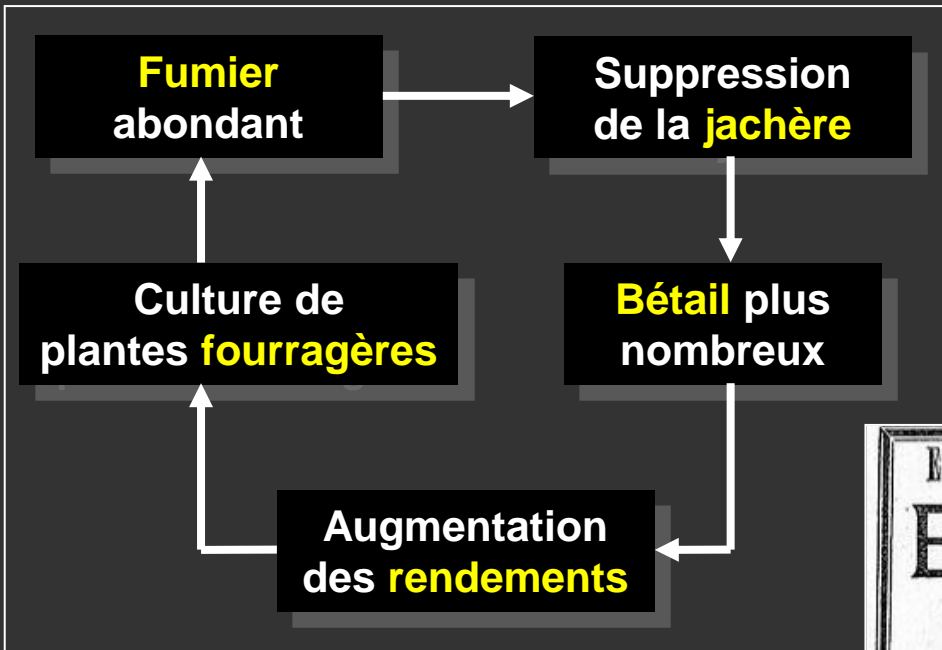 Fumier
abondant
Suppression
de la jachère
Bétail plus
nombreux
Augmentation
des rendements
Culture de
plantes fourragères